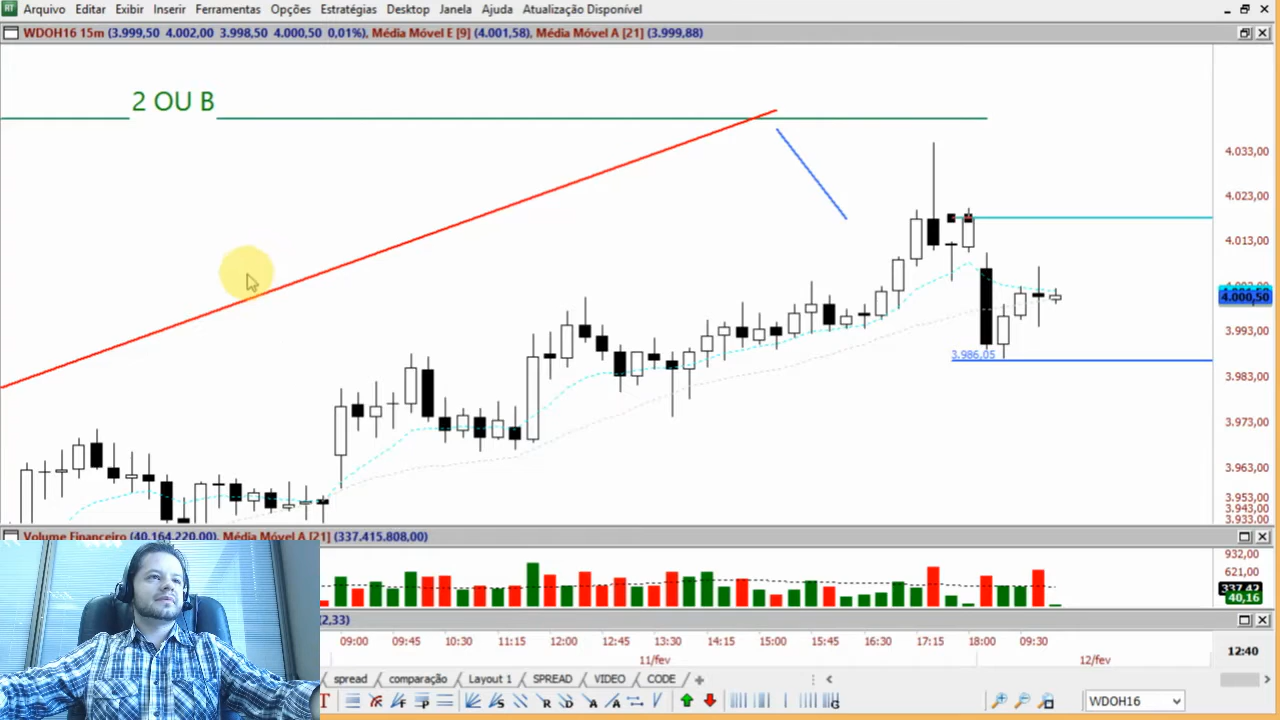 RT Arquivo Editar Exibir Inserir Ferramentas Opções Estratégias Desktop Janela Ajuda Atualização Disponível
WDOH16 15m (3.999,50 4.002,00 3.998,50 4.000,50 0,01%), Média Móvel E [9] (4.001,58), Média Móvel A [21] (3.999,88)
2 OU B
4.033,00
4.023,00
4.013,00
4.000,50
3.993,00
3.986,05
3.983,00
3.973,00
3.963,00
3.953,00
3.943,00
3.933,00
Volume Financeiro (40.164.220,00), Média Móvel A [21] (337.415.808,00)
932,00
621,00
337,42
40,16
(2,33)
09:00 09:45 10:30 11:15 12:00 12:45 13:30 14:15 15:00 15:45 16:30 17:15 18:00 09:30
12:40
11/fev 12/fev
spread comparação Layout 1 SPREAD VIDEO CODE
WDOH16